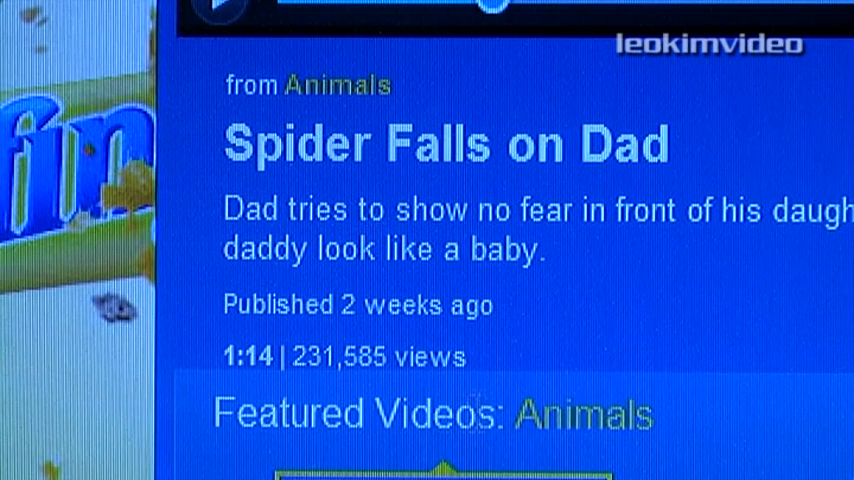 leokimvideo
from Animals
fin
Spider Falls on Dad
Dad tries to show no fear in front of his daugh
daddy look like a baby.
Published 2 weeks ago
1:14 | 231,585 views
Featured Videos: Animals